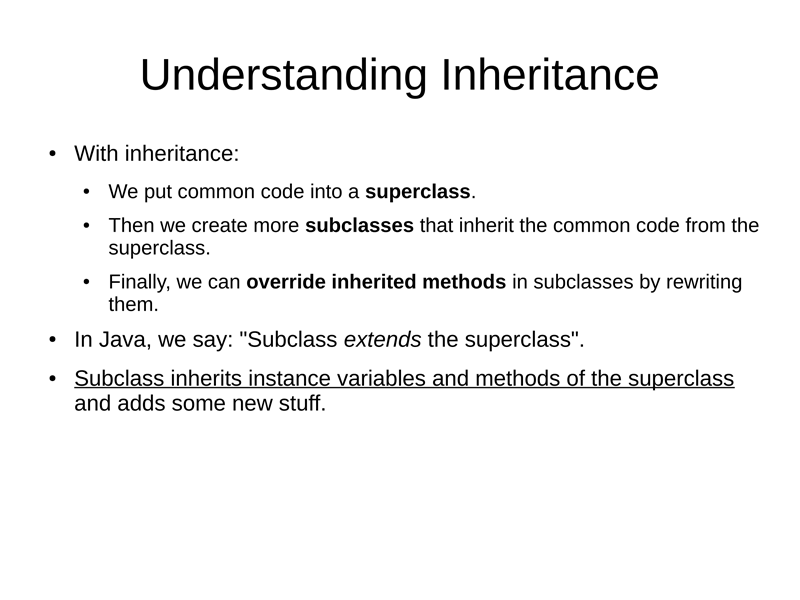 Understanding Inheritance
• With inheritance:
• We put common code into a superclass.
• Then we create more subclasses that inherit the common code from the
superclass.
• Finally, we can override inherited methods in subclasses by rewriting
them.
• In Java, we say: "Subclass extends the superclass".
• Subclass inherits instance variables and methods of the superclass
and adds some new stuff.